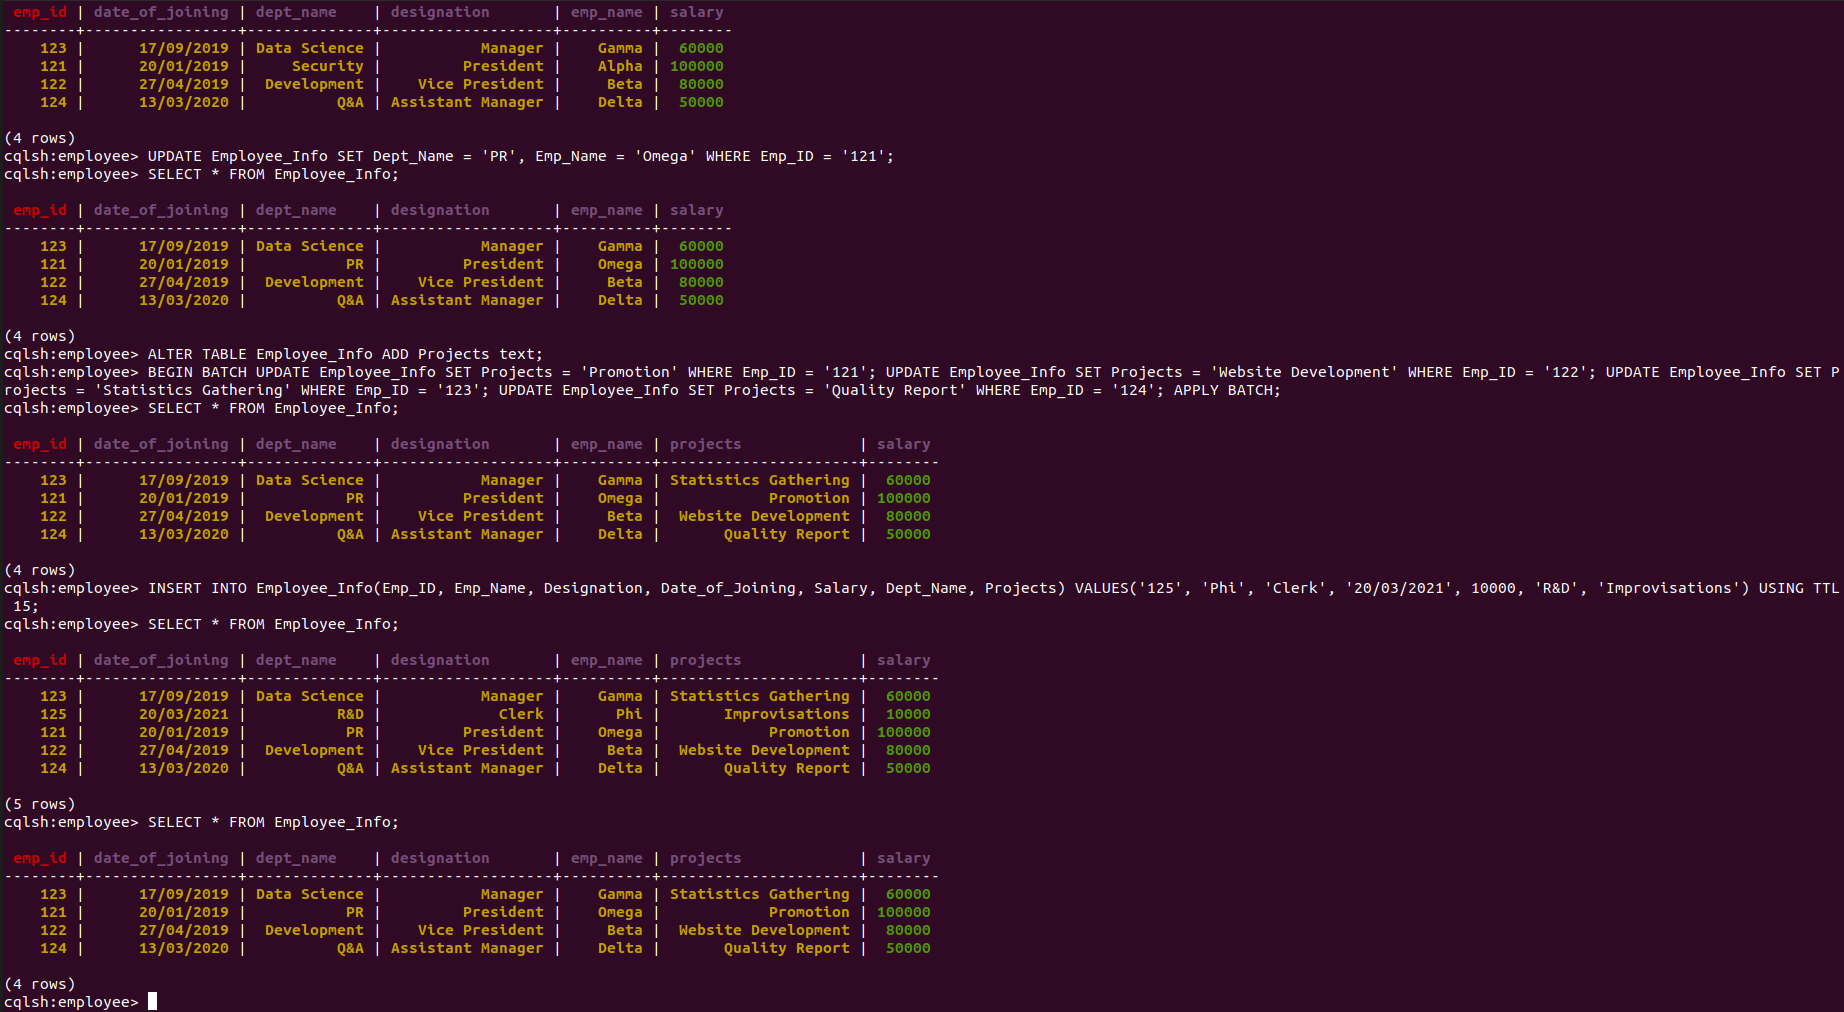 emp_id | date_of_joining | dept_name    | designation       | emp_name | salary
--------+-----------------+--------------+-------------------+----------+--------
    123 |      17/09/2019 | Data Science |           Manager |    Gamma |  60000
    121 |      20/01/2019 |     Security |         President |    Alpha | 100000
    122 |      27/04/2019 |  Development |    Vice President |     Beta |  80000
    124 |      13/03/2020 |          Q&A | Assistant Manager |    Delta |  50000

(4 rows)
cqlsh:employee> UPDATE Employee_Info SET Dept_Name = 'PR', Emp_Name = 'Omega' WHERE Emp_ID = '121';
cqlsh:employee> SELECT * FROM Employee_Info;

 emp_id | date_of_joining | dept_name    | designation       | emp_name | salary
--------+-----------------+--------------+-------------------+----------+--------
    123 |      17/09/2019 | Data Science |           Manager |    Gamma |  60000
    121 |      20/01/2019 |           PR |         President |    Omega | 100000
    122 |      27/04/2019 |  Development |    Vice President |     Beta |  80000
    124 |      13/03/2020 |          Q&A | Assistant Manager |    Delta |  50000

(4 rows)
cqlsh:employee> ALTER TABLE Employee_Info ADD Projects text;
cqlsh:employee> BEGIN BATCH UPDATE Employee_Info SET Projects = 'Promotion' WHERE Emp_ID = '121'; UPDATE Employee_Info SET Projects = 'Website Development' WHERE Emp_ID = '122'; UPDATE Employee_Info SET P
rojects = 'Statistics Gathering' WHERE Emp_ID = '123'; UPDATE Employee_Info SET Projects = 'Quality Report' WHERE Emp_ID = '124'; APPLY BATCH;
cqlsh:employee> SELECT * FROM Employee_Info;

 emp_id | date_of_joining | dept_name    | designation       | emp_name | projects             | salary
--------+-----------------+--------------+-------------------+----------+----------------------+--------
    123 |      17/09/2019 | Data Science |           Manager |    Gamma | Statistics Gathering |  60000
    121 |      20/01/2019 |           PR |         President |    Omega |            Promotion | 100000
    122 |      27/04/2019 |  Development |    Vice President |     Beta |  Website Development |  80000
    124 |      13/03/2020 |          Q&A | Assistant Manager |    Delta |       Quality Report |  50000

(4 rows)
cqlsh:employee> INSERT INTO Employee_Info(Emp_ID, Emp_Name, Designation, Date_of_Joining, Salary, Dept_Name, Projects) VALUES('125', 'Phi', 'Clerk', '20/03/2021', 10000, 'R&D', 'Improvisations') USING TTL
 15;
cqlsh:employee> SELECT * FROM Employee_Info;

 emp_id | date_of_joining | dept_name    | designation       | emp_name | projects             | salary
--------+-----------------+--------------+-------------------+----------+----------------------+--------
    123 |      17/09/2019 | Data Science |           Manager |    Gamma | Statistics Gathering |  60000
    125 |      20/03/2021 |          R&D |             Clerk |      Phi |       Improvisations |  10000
    121 |      20/01/2019 |           PR |         President |    Omega |            Promotion | 100000
    122 |      27/04/2019 |  Development |    Vice President |     Beta |  Website Development |  80000
    124 |      13/03/2020 |          Q&A | Assistant Manager |    Delta |       Quality Report |  50000

(5 rows)
cqlsh:employee> SELECT * FROM Employee_Info;

 emp_id | date_of_joining | dept_name    | designation       | emp_name | projects             | salary
--------+-----------------+--------------+-------------------+----------+----------------------+--------
    123 |      17/09/2019 | Data Science |           Manager |    Gamma | Statistics Gathering |  60000
    121 |      20/01/2019 |           PR |         President |    Omega |            Promotion | 100000
    122 |      27/04/2019 |  Development |    Vice President |     Beta |  Website Development |  80000
    124 |      13/03/2020 |          Q&A | Assistant Manager |    Delta |       Quality Report |  50000

(4 rows)
cqlsh:employee>